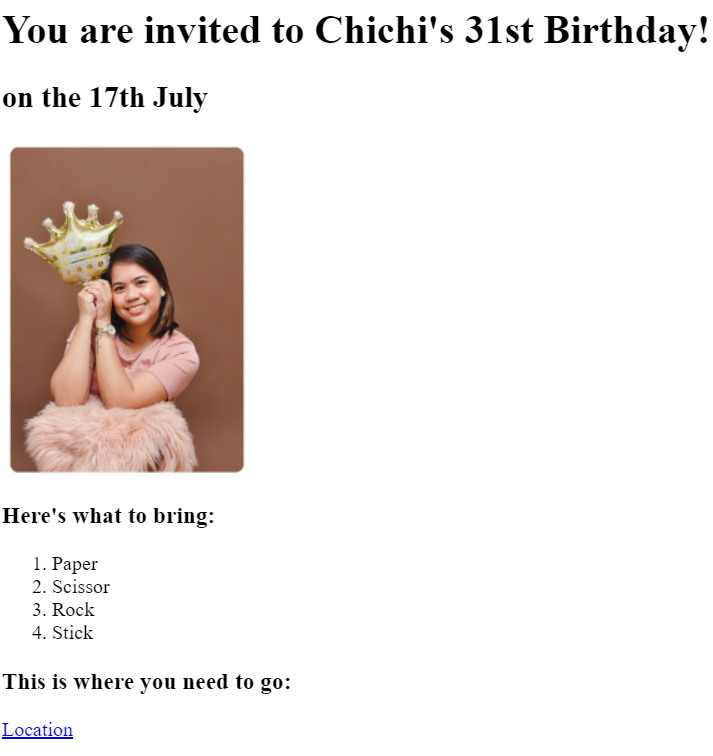 You are invited to Chichi's 31st Birthday!
on the 17th July
Here's what to bring:
1. Paper
2. Scissor
3. Rock
4. Stick
This is where you need to go:
Location